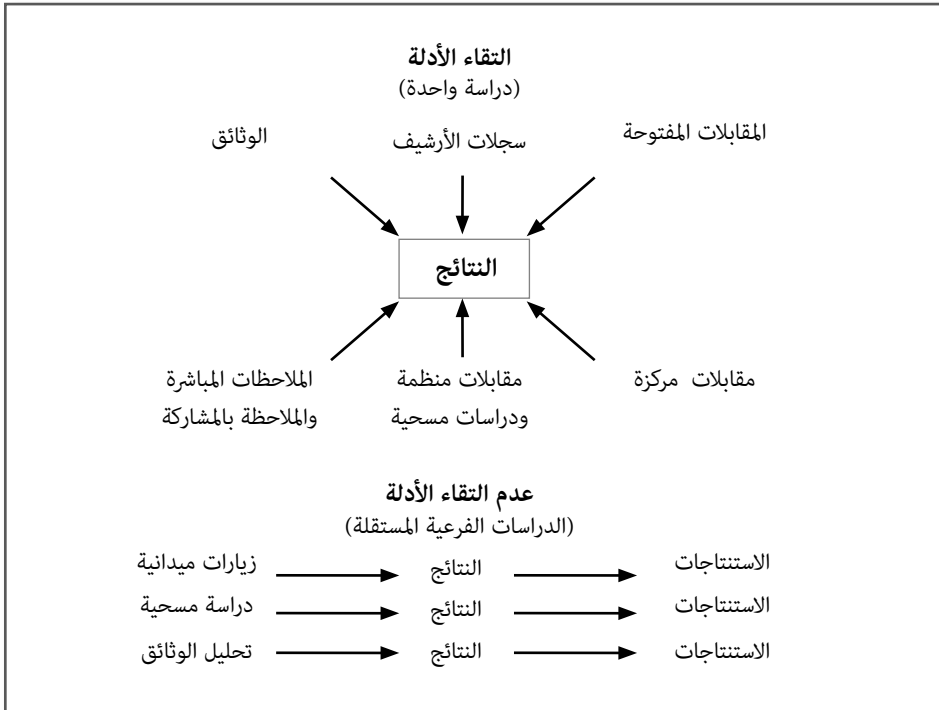 التقاء الأدلة
(دراسة واحدة)
المقابلات المفتوحة
سجلات الأرشيف
الوثائق
النتائج
مقابلات مركزة
مقابلات منظمة
ودراسات مسحية
الملاحظات المباشرة
والملاحظة بالمشاركة
عدم التقاء الأدلة
(الدراسات الفرعية المستقلة)
زيارات ميدانية النتائج الاستنتاجات
دراسة مسحية النتائج الاستنتاجات
تحليل الوثائق النتائج الاستنتاجات